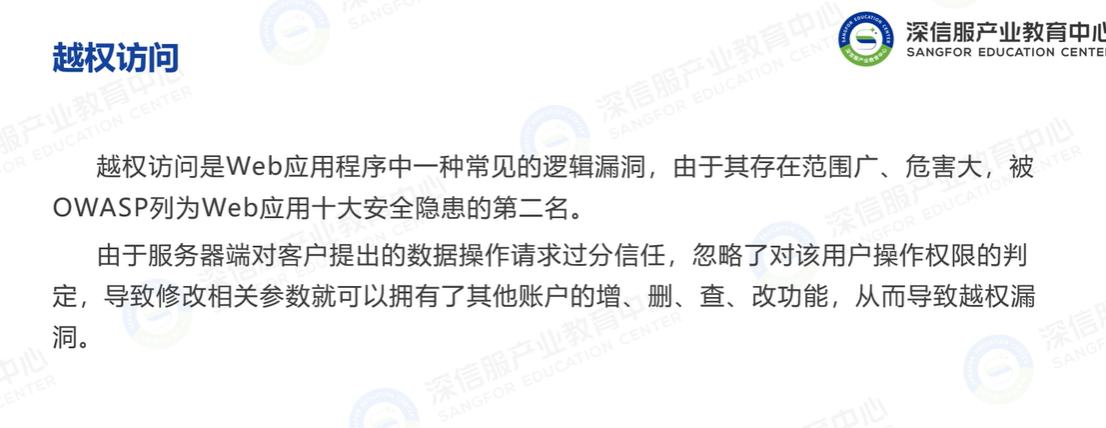 深信服产业教育中心
SANGFOR EDUCATION CENTE
越权访问
越权访问是Web应用程序中一种常见的逻辑漏洞，由于其存在范围广、危害大，被
OWASP列为Web应用十大安全隐患的第二名。
由于服务器端对客户提出的数据操作请求过分信任，忽略了对该用户操作权限的判
定，导致修改相关参数就可以拥有了其他账户的增、删、查、改功能，从而导致越权漏
洞。